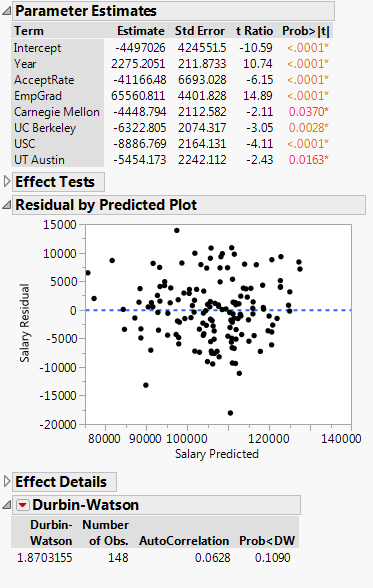 Parameter Estimates
Term Estimate Std Error t Ratio Prob>|t|
Intercept -4497026 424551.5 -10.59 <.0001*
Year 2275.2051 211.8733 10.74 <.0001*
AcceptRate -41166.48 6693.028 -6.15 <.0001*
EmpGrad 65560.811 4401.828 14.89 <.0001*
Carnegie Mellon -4448.794 2112.582 -2.11 0.0370*
UC Berkeley -6322.805 2074.317 -3.05 0.0028*
USC -8886.769 2164.131 -4.11 <.0001*
UT Austin -5454.173 2242.112 -2.43 0.0163*
Effect Tests
Residual by Predicted Plot
15000
10000
5000
0
-5000
-10000
-15000
-20000
Salary Residual
80000 90000 100000 120000 140000
Salary Predicted
Effect Details
Durbin-Watson
Durbin- Number
Watson of Obs. AutoCorrelation Prob<DW
1.8703155 148 0.0628 0.1090